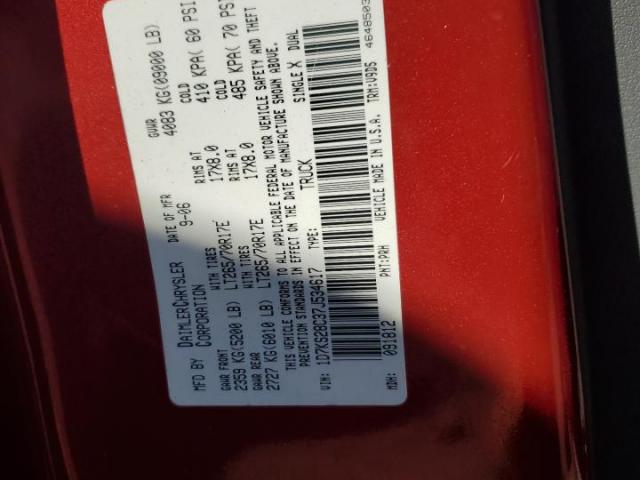 MFD BY DAIMLERCHRYSLER CORPORATION DATE OF MFR 9-06 GVWR 4083 KG(09000 LB)
GAWR FRONT WITH TIRES RIMS AT COLD
2359 KG(5200 LB) LT265/70R17E 17X8.0 410 KPA( 60 PSI
GAWR REAR WITH TIRES RIMS AT COLD
2727 KG(6010 LB) LT265/70R17E 17X8.0 485 KPA( 70 PSI
THIS VEHICLE CONFORMS TO ALL APPLICABLE FEDERAL MOTOR VEHICLE SAFETY AND THEFT
PREVENTION STANDARDS IN EFFECT ON THE DATE OF MANUFACTURE SHOWN ABOVE.
VIN: 1D7KS28C37J534617 TYPE: TRUCK SINGLE X DUAL
MDH: 091812 PNT:PRH VEHICLE MADE IN U.S.A. TRM:V9D5 4648503